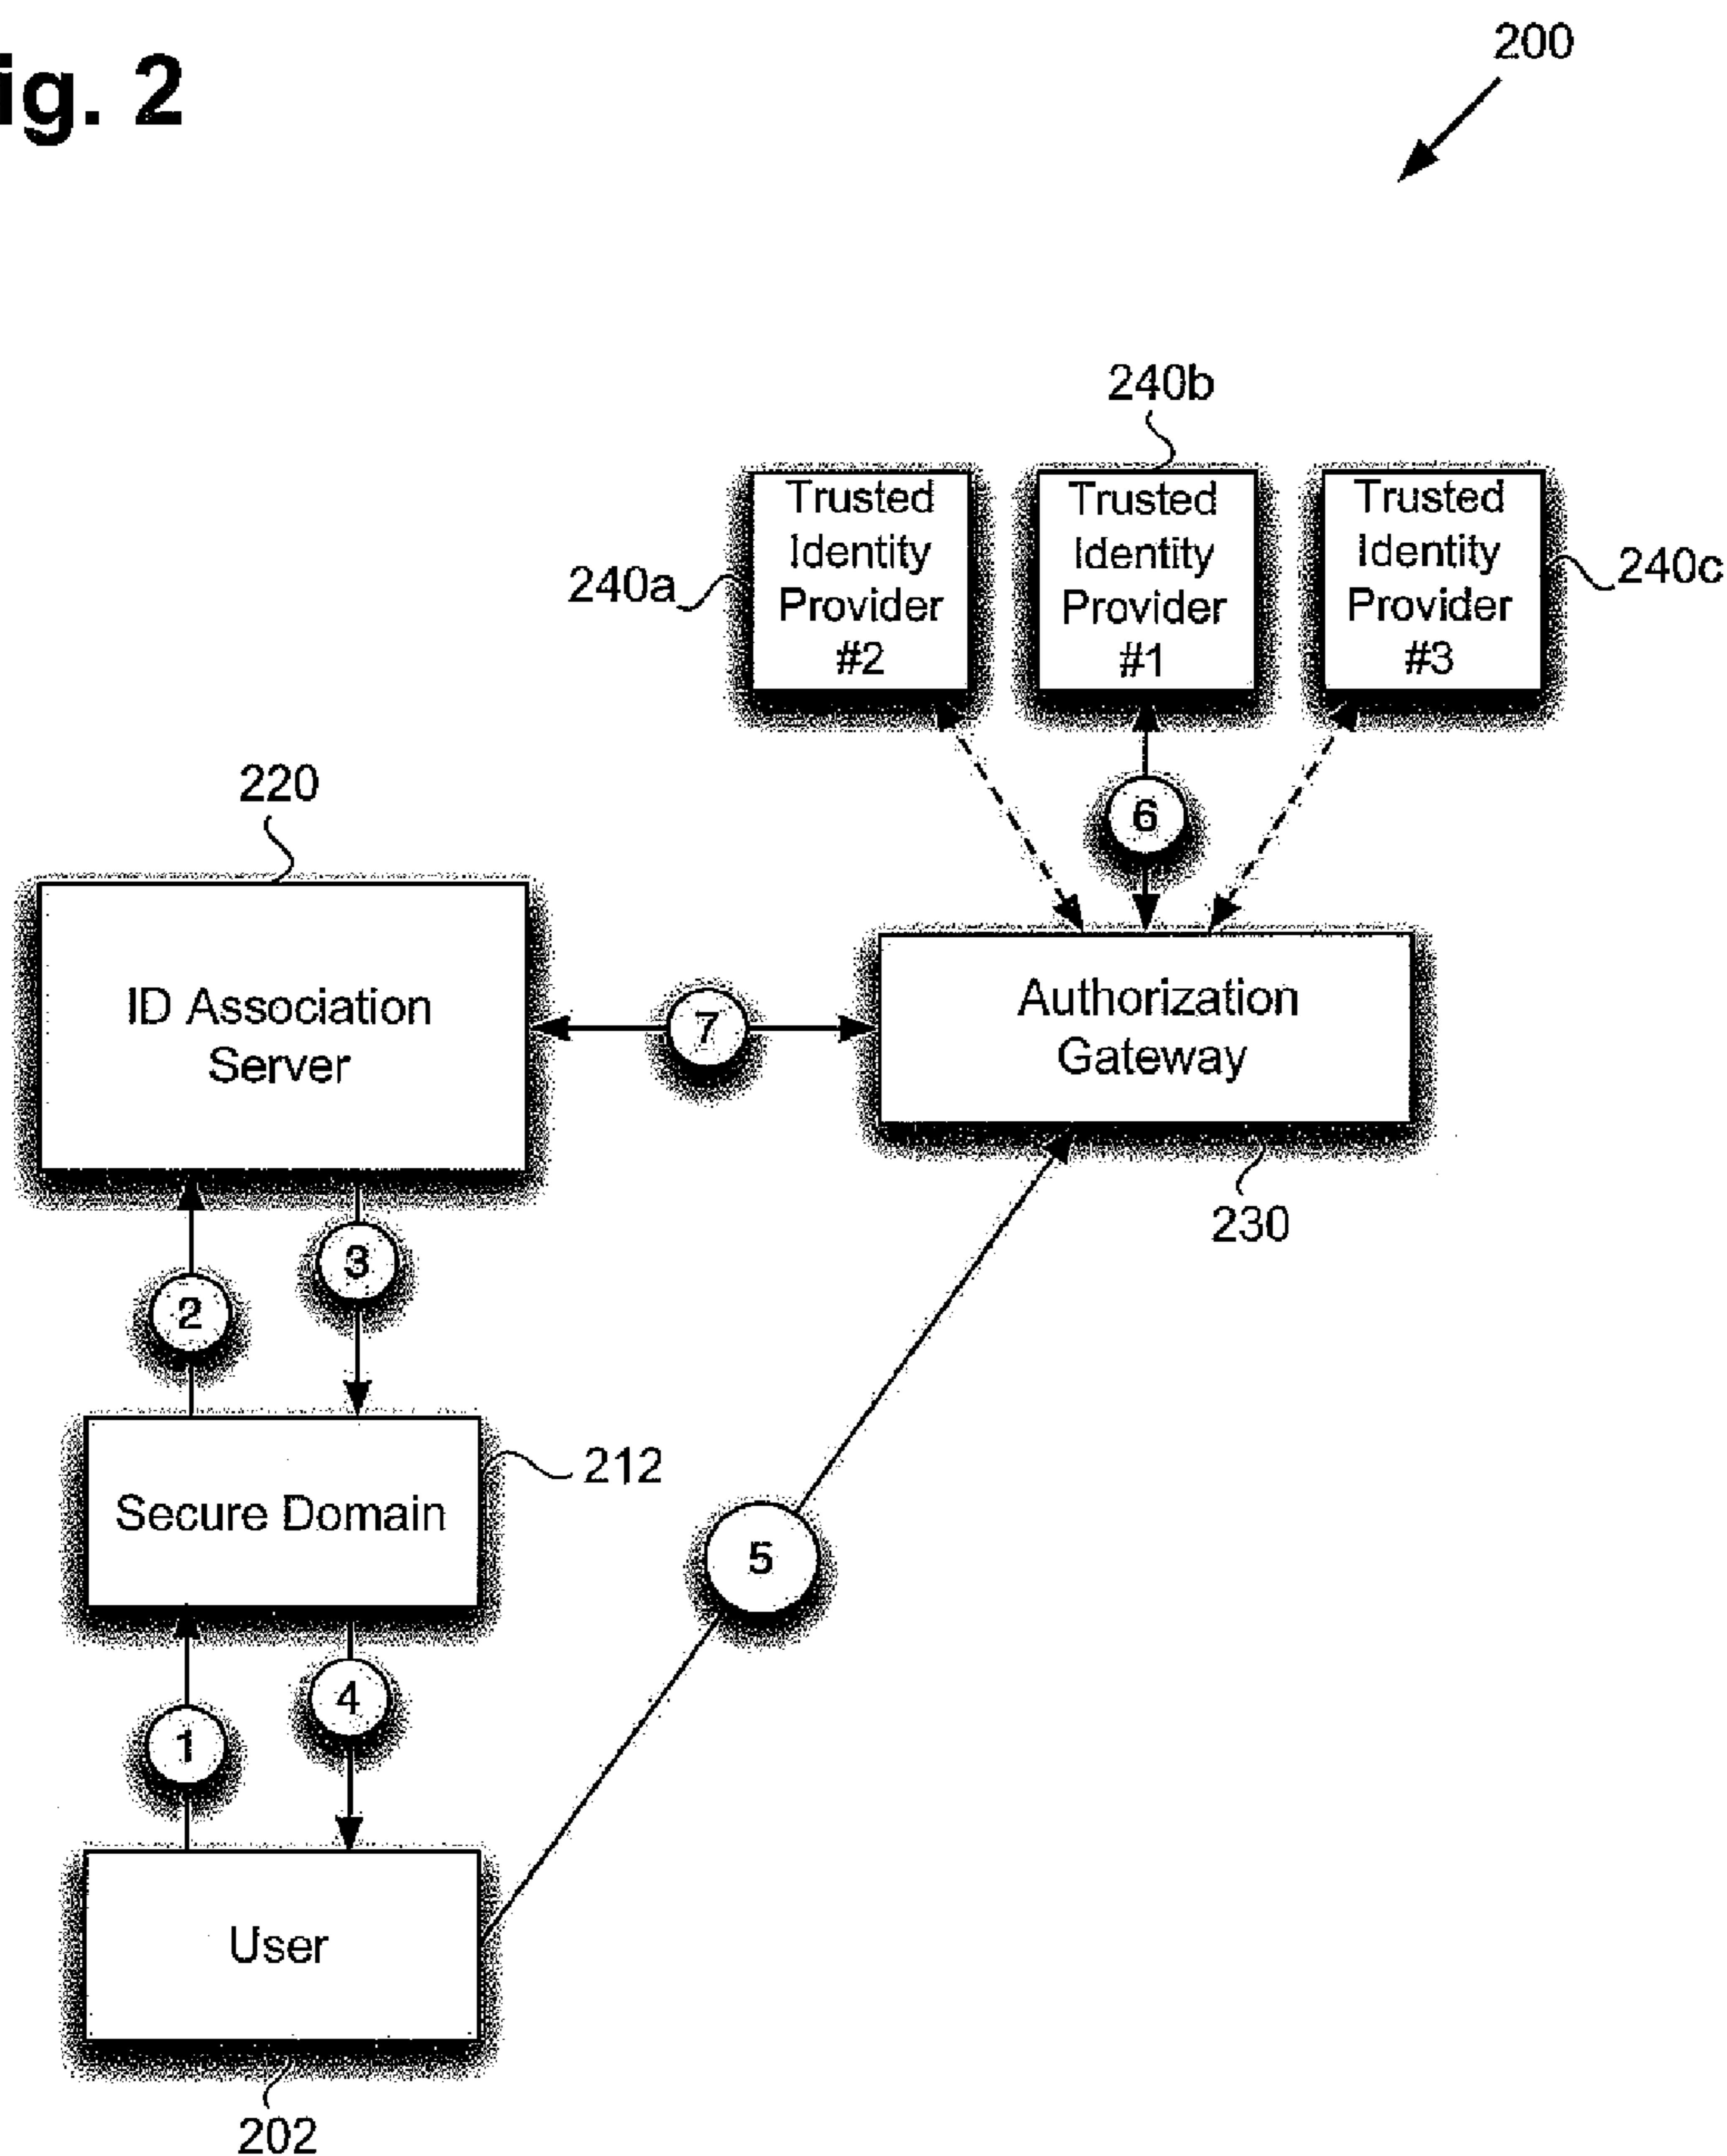 ig. 2
200
240b
Trusted
Identity
Provider
#2
Trusted
Identity
Provider
#1
Trusted
Identity
Provider
#3
240a
240c
220
6
ID Association
Server
7
Authorization
Gateway
230
3
2
212
Secure Domain
5
4
1
User
202